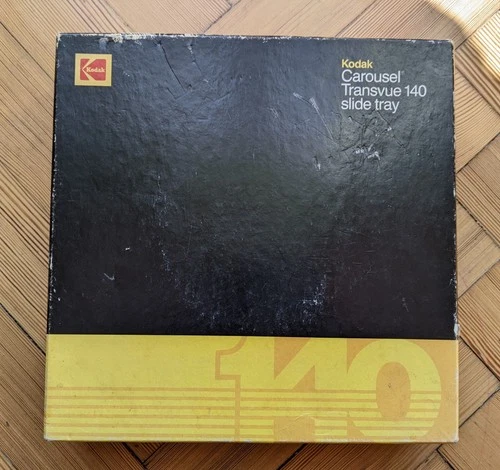 Kodak
Kodak
Carousel
Transvue 140
slide tray
140